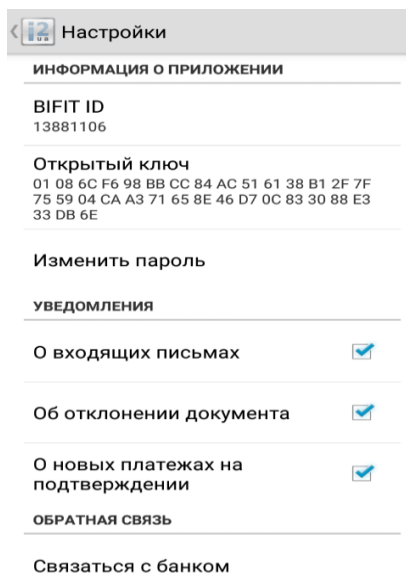 i2
ua
Настройки
ИНФОРМАЦИЯ О ПРИЛОЖЕНИИ
BIFIT ID
13881106
Открытый ключ
01 08 6C F6 98 BB CC 84 AC 51 61 38 B1 2F 7F
75 59 04 CA A3 71 65 8E 46 D7 0C 83 30 88 E3
33 DB 6E
Изменить пароль
УВЕДОМЛЕНИЯ
О входящих письмах
Об отклонении документа
О новых платежах на
подтверждении
ОБРАТНАЯ СВЯЗЬ
Связаться с банком